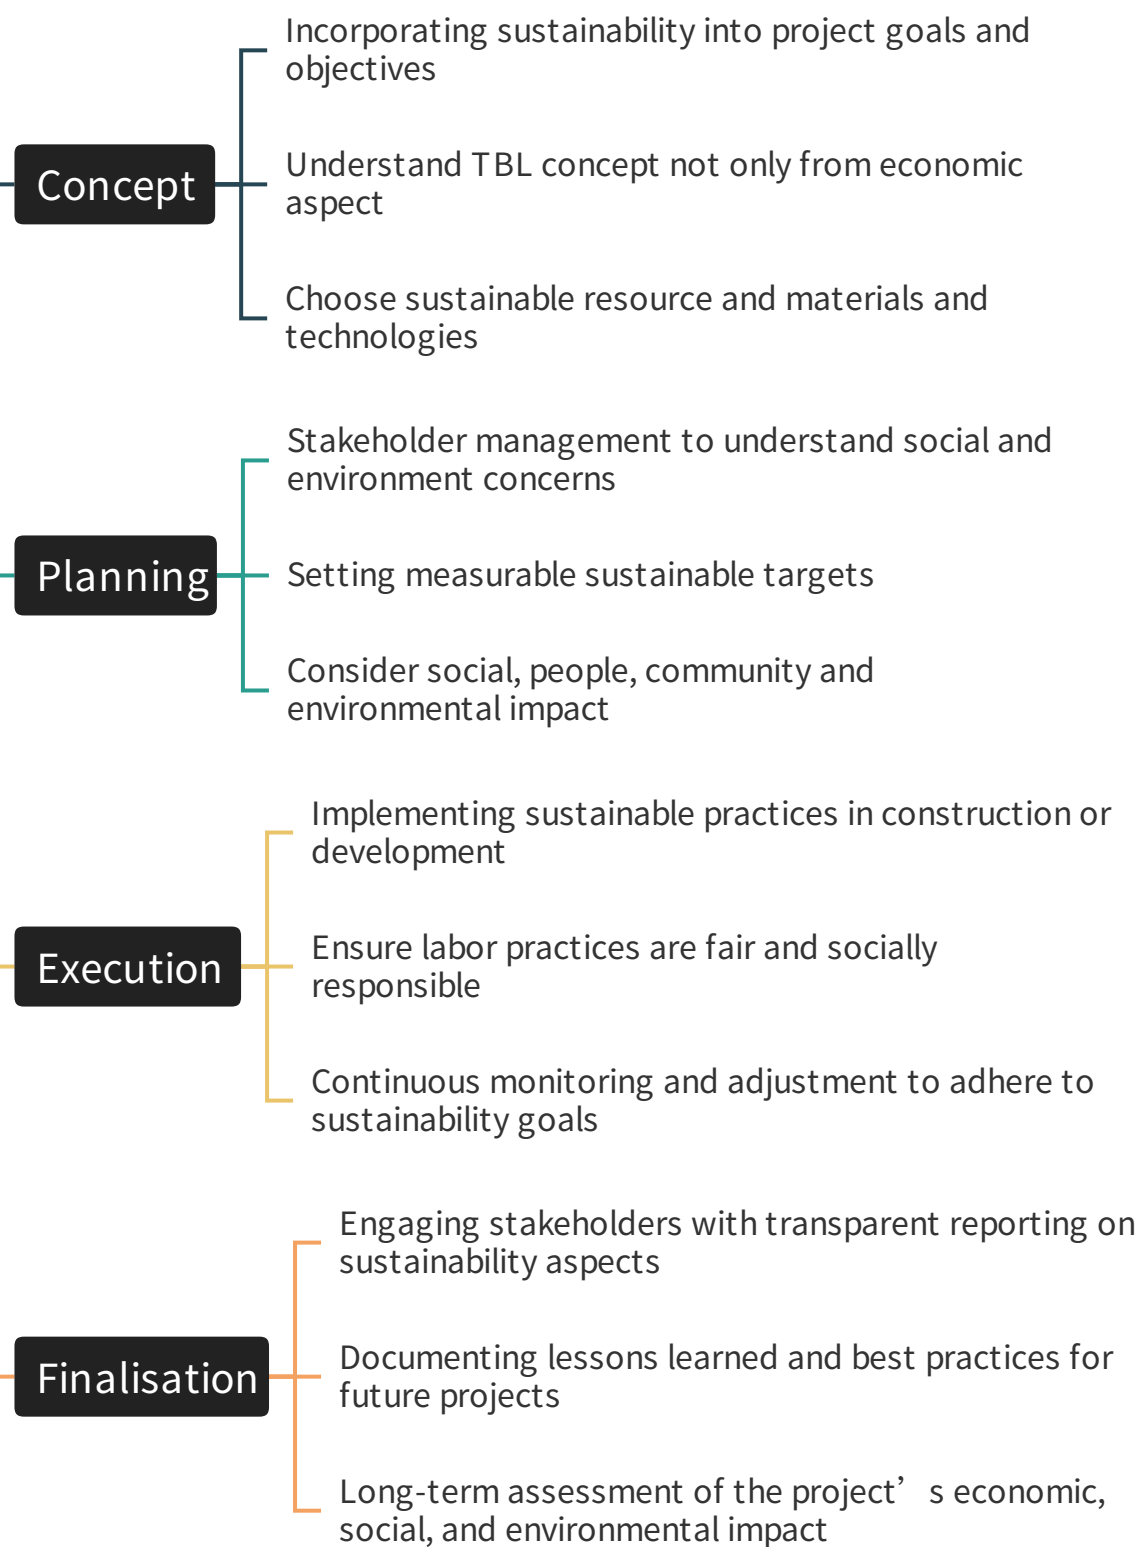 Incorporating sustainability into project goals and
objectives
Concept
Understand TBL concept not only from economic
aspect
Choose sustainable resource and materials and
technologies
Stakeholder management to understand social and
environment concerns
Planning
Setting measurable sustainable targets
Consider social, people, community and
environmental impact
Implementing sustainable practices in construction or
development
Execution
Ensure labor practices are fair and socially
responsible
Continuous monitoring and adjustment to adhere to
sustainability goals
Engaging stakeholders with transparent reporting on
sustainability aspects
Finalisation
Documenting lessons learned and best practices for
future projects
Long-term assessment of the project’s economic,
social, and environmental impact